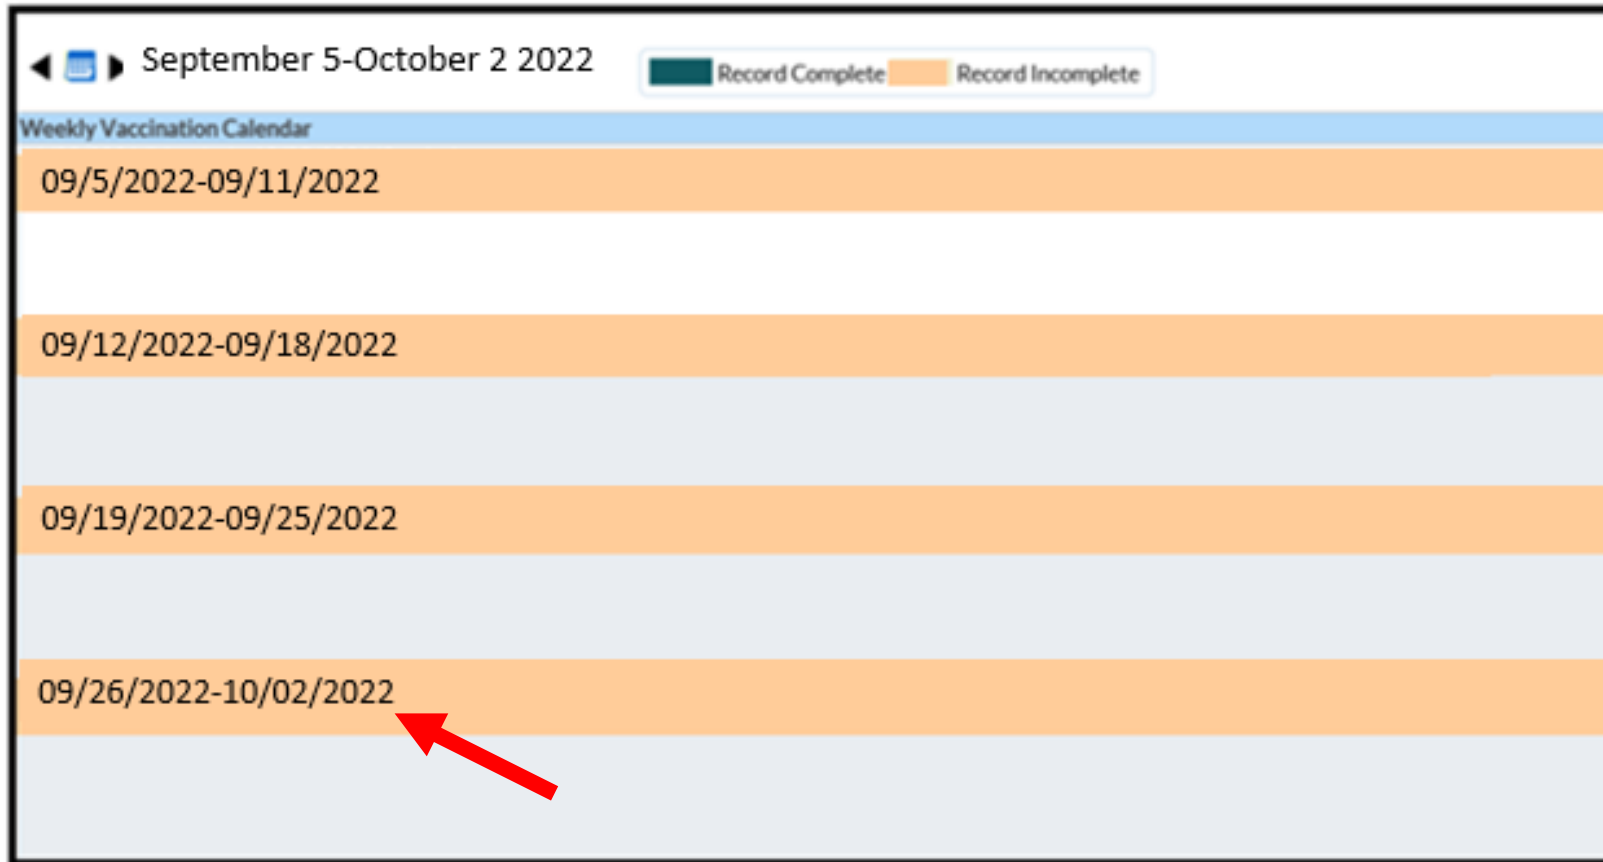 September 5-October 2 2022
Record Complete Record Incomplete
Weekly Vaccination Calendar
09/5/2022-09/11/2022
09/12/2022-09/18/2022
09/19/2022-09/25/2022
09/26/2022-10/02/2022